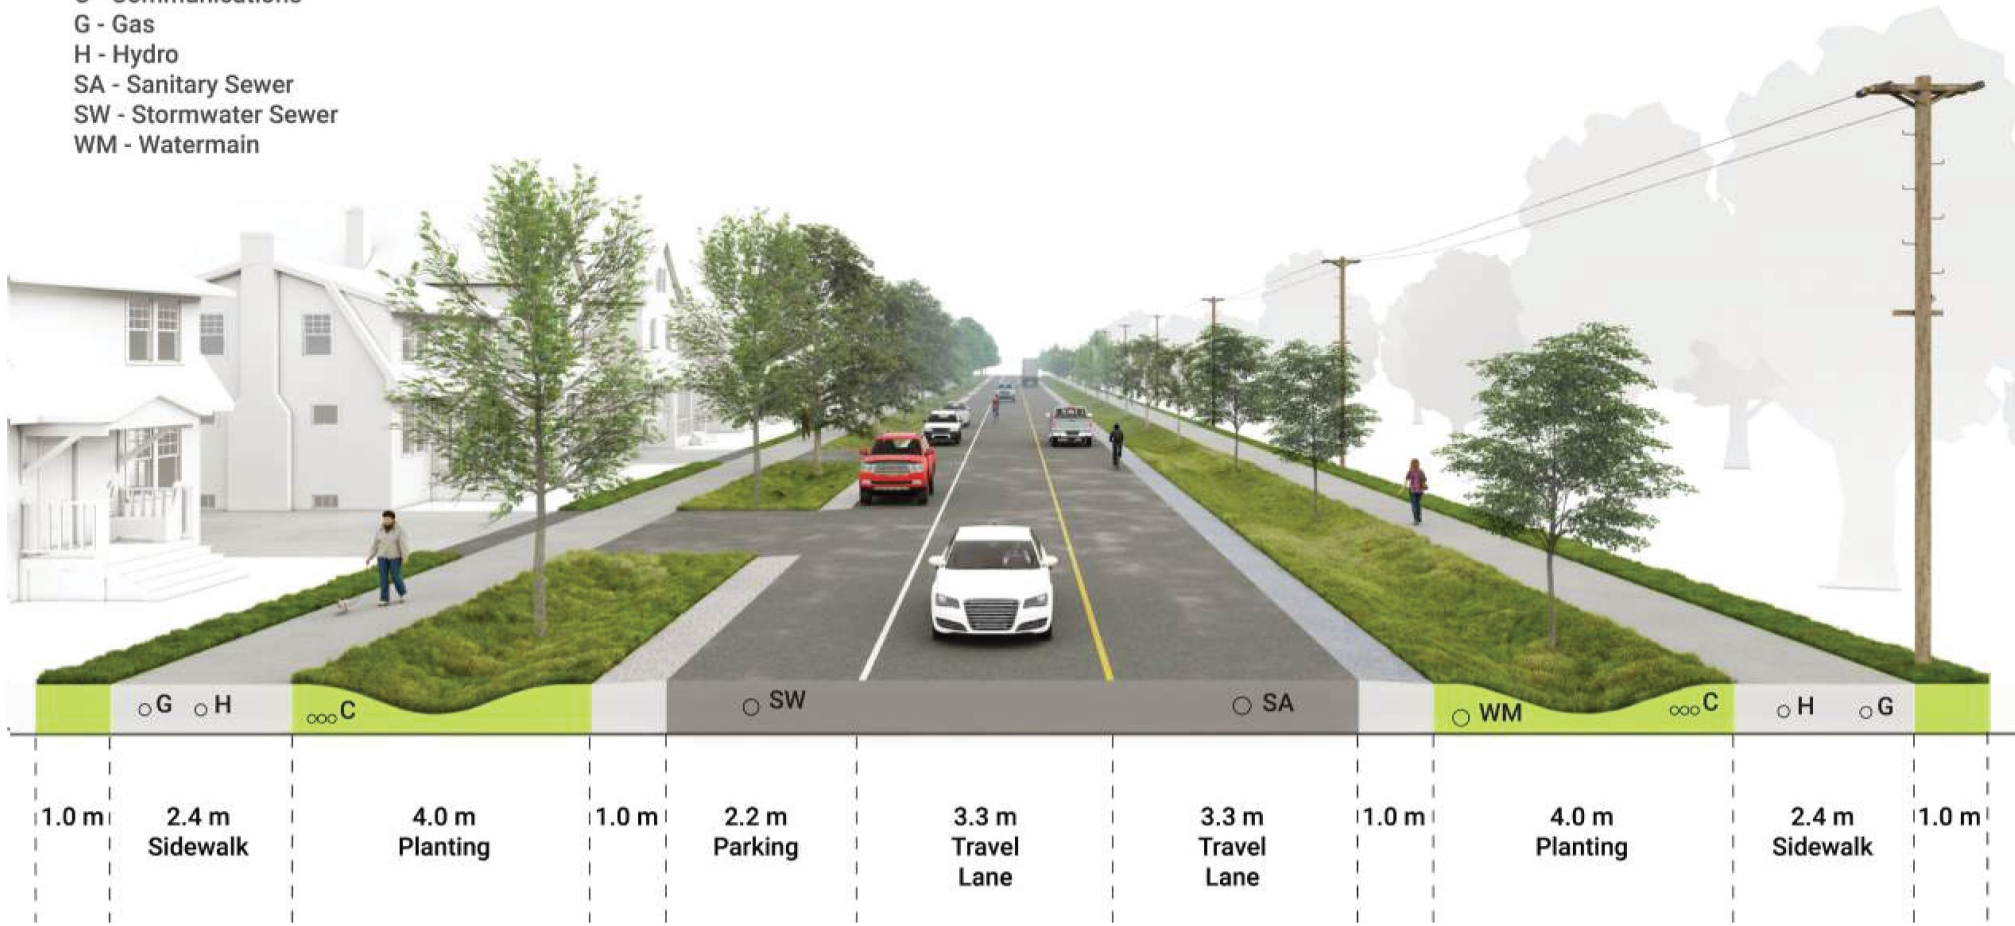 G - Gas
H - Hydro
SA - Sanitary Sewer
SW - Stormwater Sewer
WM - Watermain
G H C SW SA WM C H G
1.0 m 2.4 m 4.0 m 1.0 m 2.2 m 3.3 m 3.3 m 1.0 m 4.0 m 2.4 m 1.0 m
Sidewalk Planting Parking Travel Travel Planting Sidewalk
Lane Lane